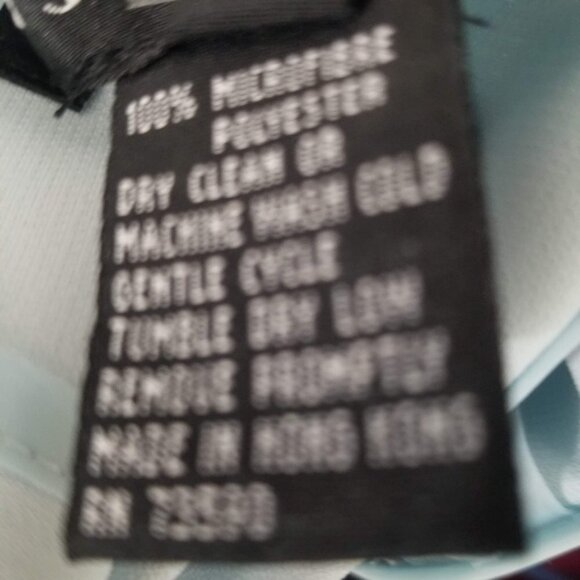 100% MICROFIBRE
POLYESTER
DRY CLEAN OR
MACHINE WASH COLD
GENTLE CYCLE
TUMBLE DRY LOW
REMOVE PROMPTLY
MADE IN HONG KONG
RN